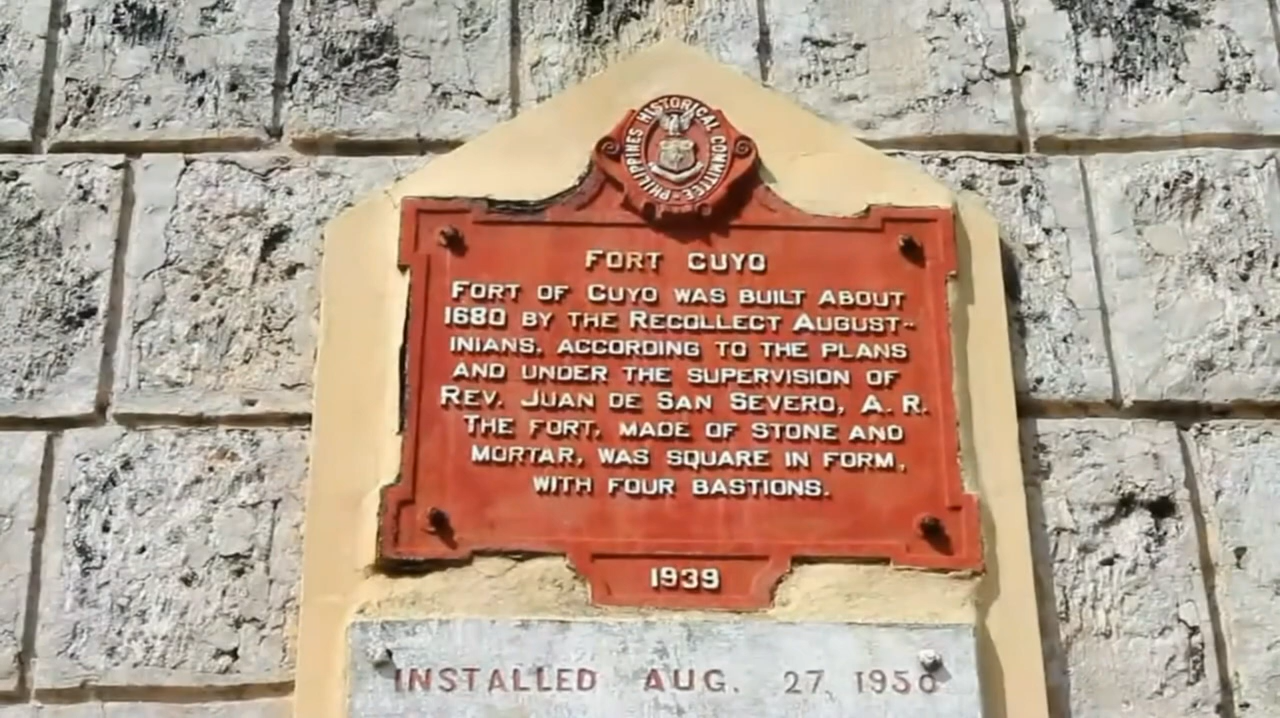 PHILIPPINES HISTORICAL COMMITTEE
FORT CUYO
FORT OF CUYO WAS BUILT ABOUT
1680 BY THE RECOLLECT AUGUST-
INIANS, ACCORDING TO THE PLANS
AND UNDER THE SUPERVISION OF
REV. JUAN DE SAN SEVERO, A. R.
THE FORT, MADE OF STONE AND
MORTAR, WAS SQUARE IN FORM,
WITH FOUR BASTIONS.
1939
INSTALLED AUG. 27, 1956